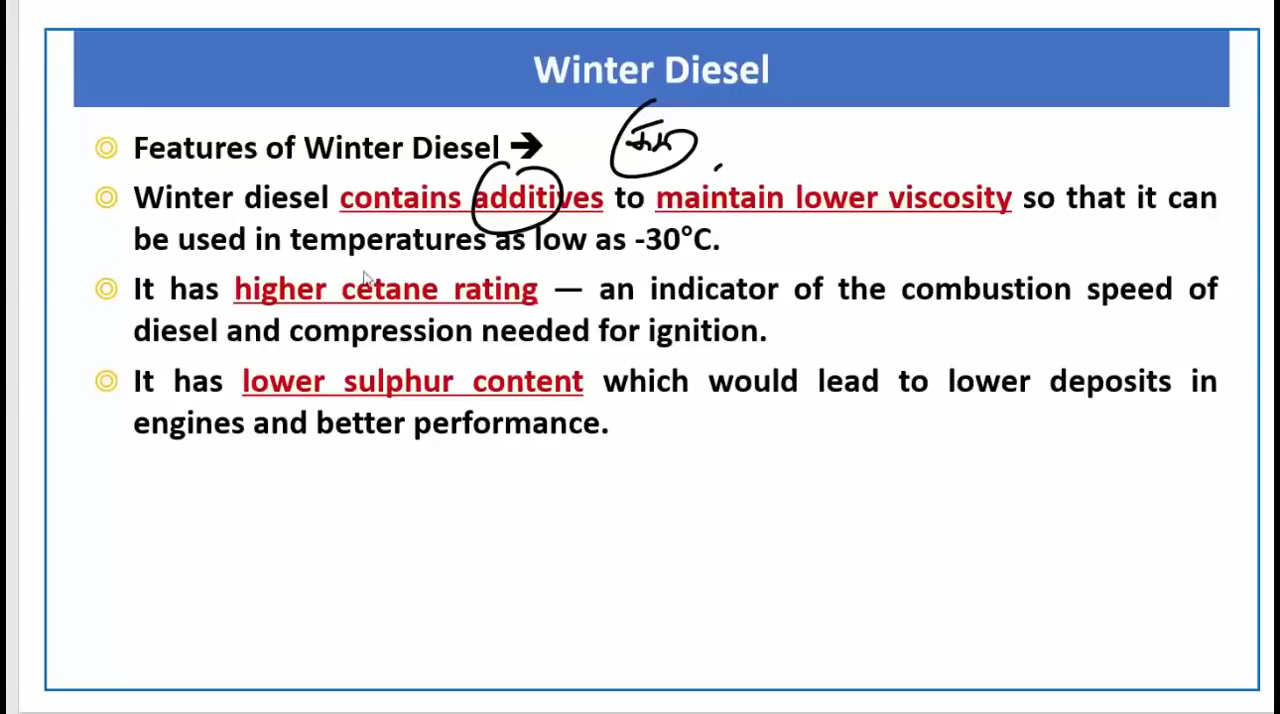 Winter Diesel
Features of Winter Diesel ➔
Winter diesel contains additives to maintain lower viscosity so that it can
be used in temperatures as low as -30°C.
It has higher cetane rating — an indicator of the combustion speed of
diesel and compression needed for ignition.
It has lower sulphur content which would lead to lower deposits in
engines and better performance.